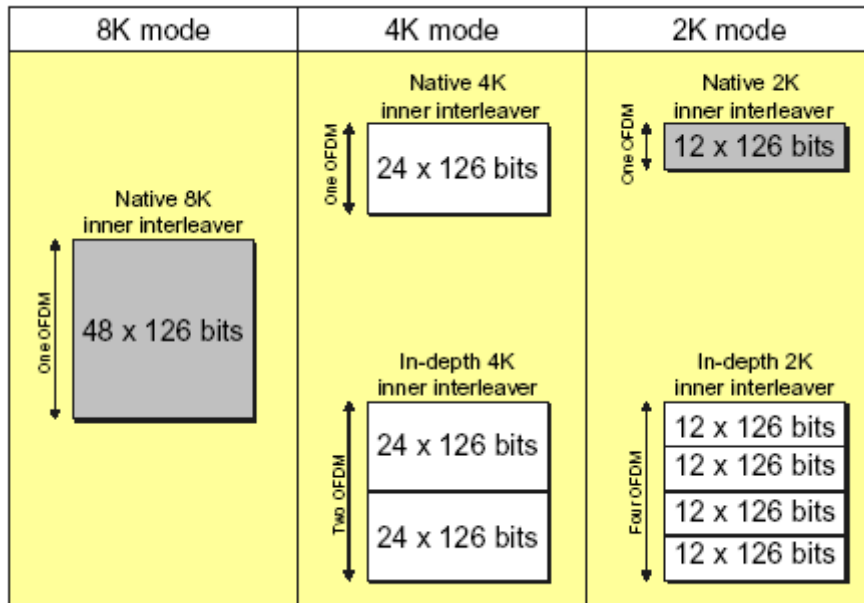 8K mode
4K mode
2K mode
Native 8K
inner interleaver
One OFDM
48 x 126 bits
Native 4K
inner interleaver
One OFDM
24 x 126 bits
In-depth 4K
inner interleaver
Two OFDM
24 x 126 bits
24 x 126 bits
Native 2K
inner interleaver
One OFDM
12 x 126 bits
In-depth 2K
inner interleaver
Four OFDM
12 x 126 bits
12 x 126 bits
12 x 126 bits
12 x 126 bits